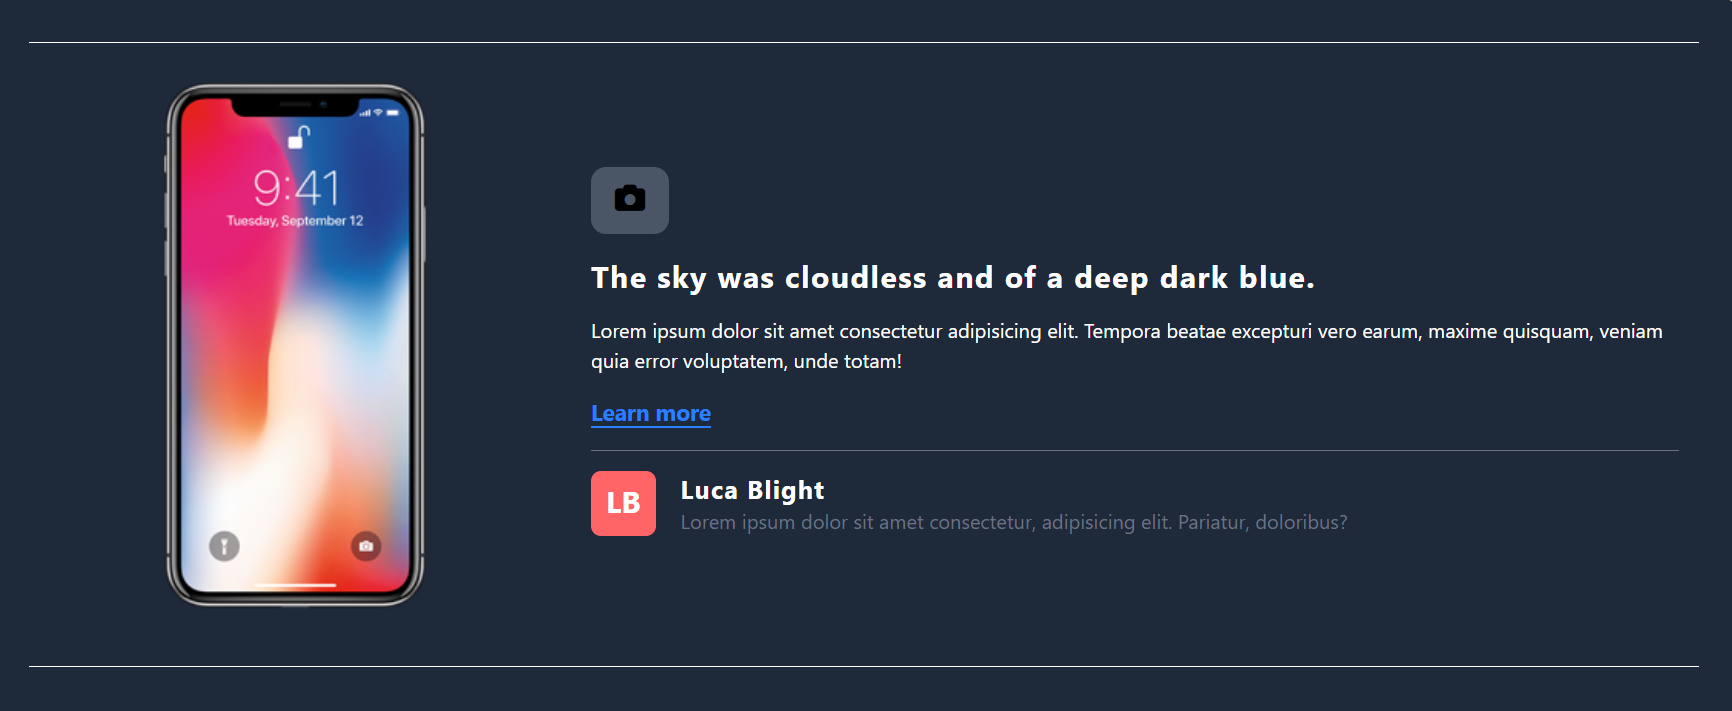 9:41
Tuesday, September 12
The sky was cloudless and of a deep dark blue.
Lorem ipsum dolor sit amet consectetur adipisicing elit. Tempora beatae excepturi vero earum, maxime quisquam, veniam
quia error voluptatem, unde totam!
Learn more
LB
Luca Blight
Lorem ipsum dolor sit amet consectetur, adipisicing elit. Pariatur, doloribus?